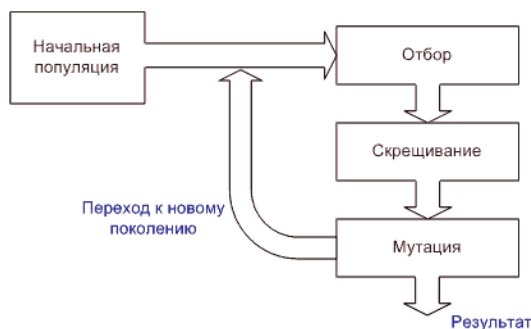 Начальная
популяция
Отбор
Скрещивание
Переход к новому
поколению
Мутация
Результат